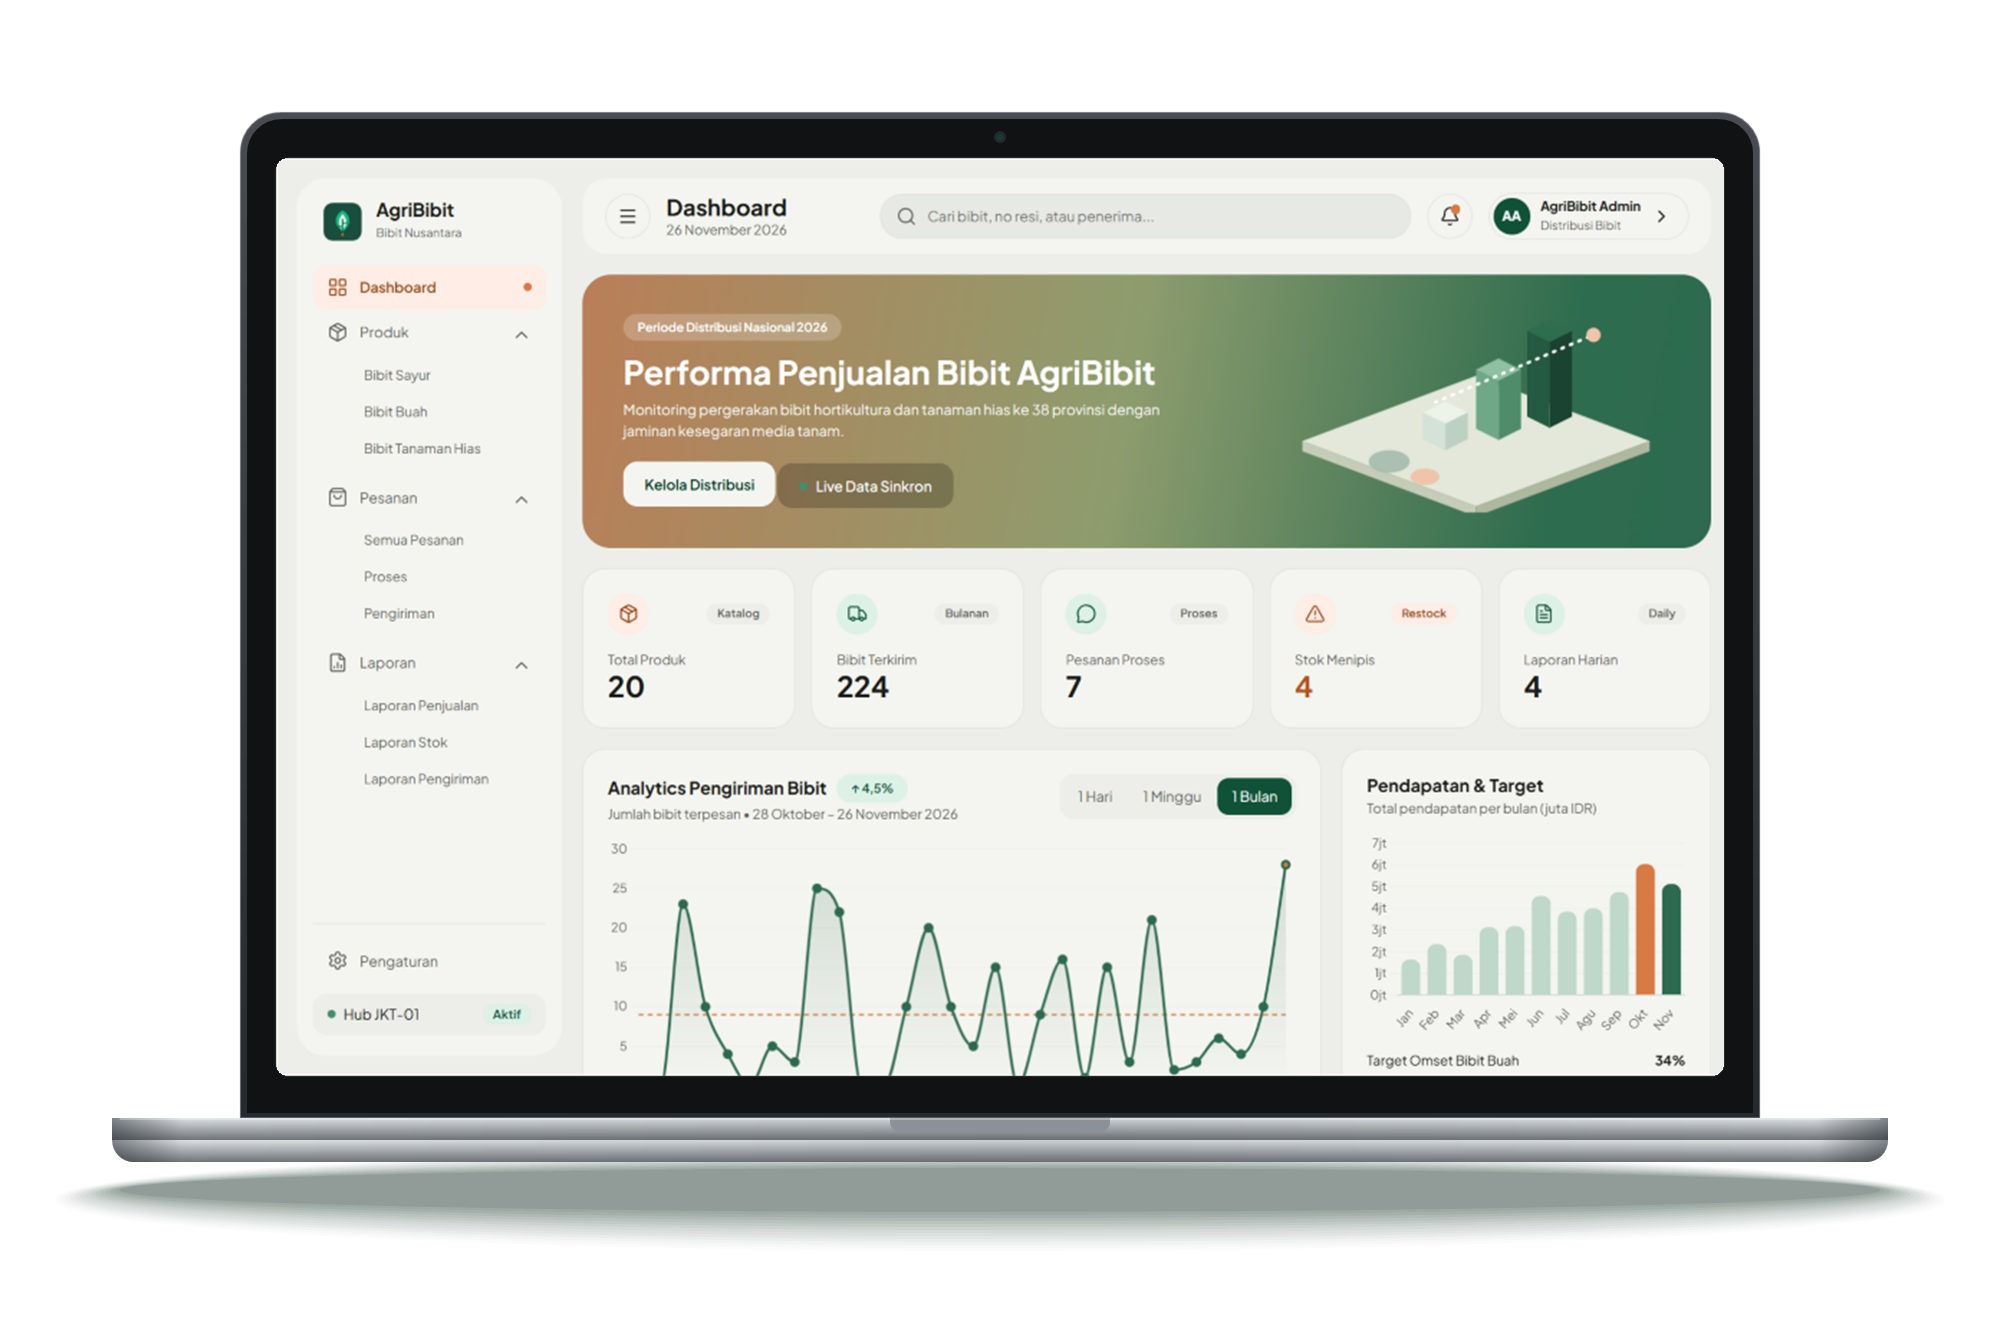 AgriBibit
Bibit Nusantara
Dashboard
Produk
Bibit Sayur
Bibit Buah
Bibit Tanaman Hias
Pesanan
Semua Pesanan
Proses
Pengiriman
Laporan
Laporan Penjualan
Laporan Stok
Laporan Pengiriman
Pengaturan
Hub JKT-01
Aktif
Dashboard
26 November 2026
Cari bibit, no resi, atau penerima...
AA
AgriBibit Admin
Distribusi Bibit
Periode Distribusi Nasional 2026
Performa Penjualan Bibit AgriBibit
Monitoring pergerakan bibit hortikultura dan tanaman hias ke 38 provinsi dengan
jaminan kesegaran media tanam.
Kelola Distribusi
Live Data Sinkron
Katalog
Total Produk
20
Bulanan
Bibit Terkirim
224
Proses
Pesanan Proses
7
Restock
Stok Menipis
4
Daily
Laporan Harian
4
Analytics Pengiriman Bibit
↑ 4,5%
Jumlah bibit terpesan • 28 Oktober – 26 November 2026
1 Hari
1 Minggu
1 Bulan
30
25
20
15
10
5
Pendapatan & Target
Total pendapatan per bulan (juta IDR)
7jt
6jt
5jt
4jt
3jt
2jt
1jt
0jt
Jan
Feb
Mar
Apr
Mei
Jun
Jul
Agu
Sep
Okt
Nov
Target Omset Bibit Buah
34%